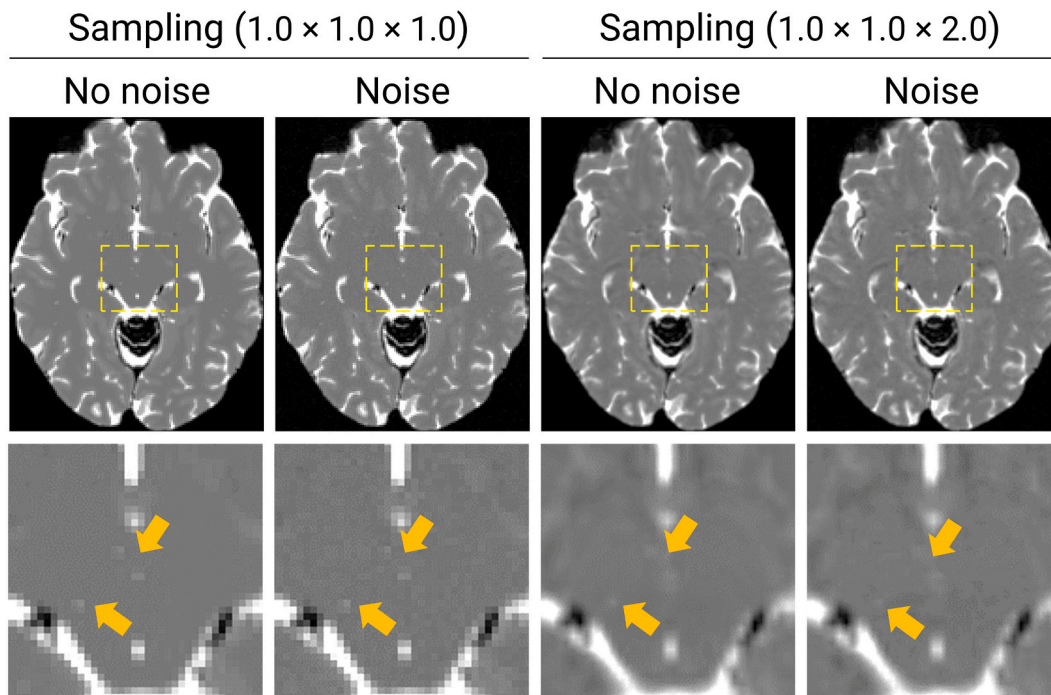 Sampling (1.0 × 1.0 × 1.0)
Sampling (1.0 × 1.0 × 2.0)
No noise
Noise
No noise
Noise